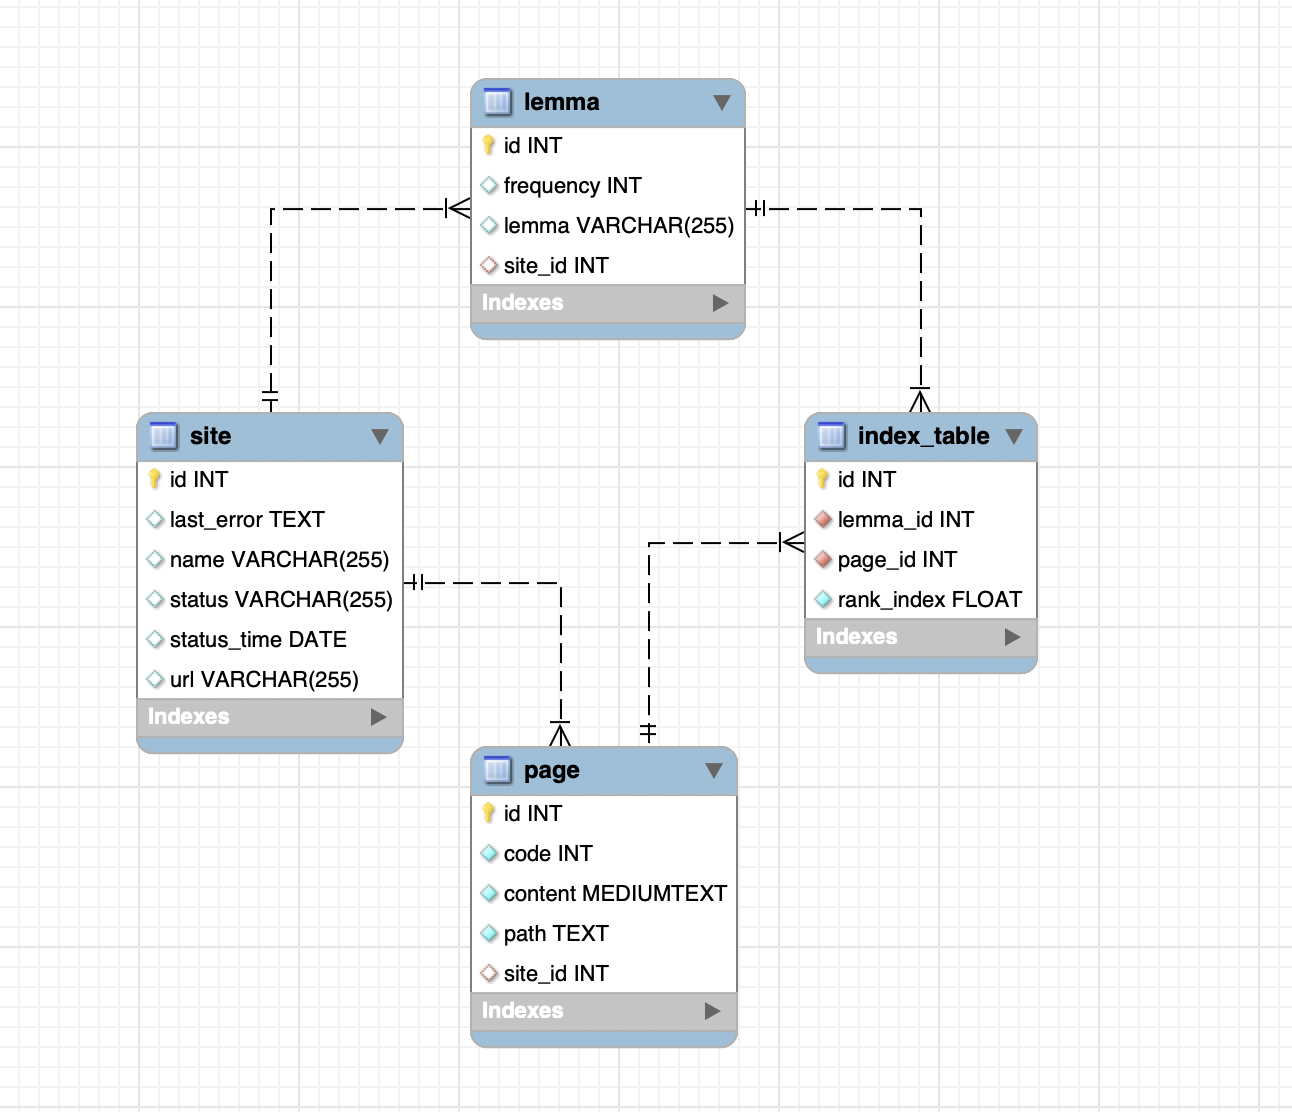 lemma
id INT
frequency INT
lemma VARCHAR(255)
site_id INT
Indexes
site
id INT
last_error TEXT
name VARCHAR(255)
status VARCHAR(255)
status_time DATE
url VARCHAR(255)
Indexes
index_table
id INT
lemma_id INT
page_id INT
rank_index FLOAT
Indexes
page
id INT
code INT
content MEDIUMTEXT
path TEXT
site_id INT
Indexes